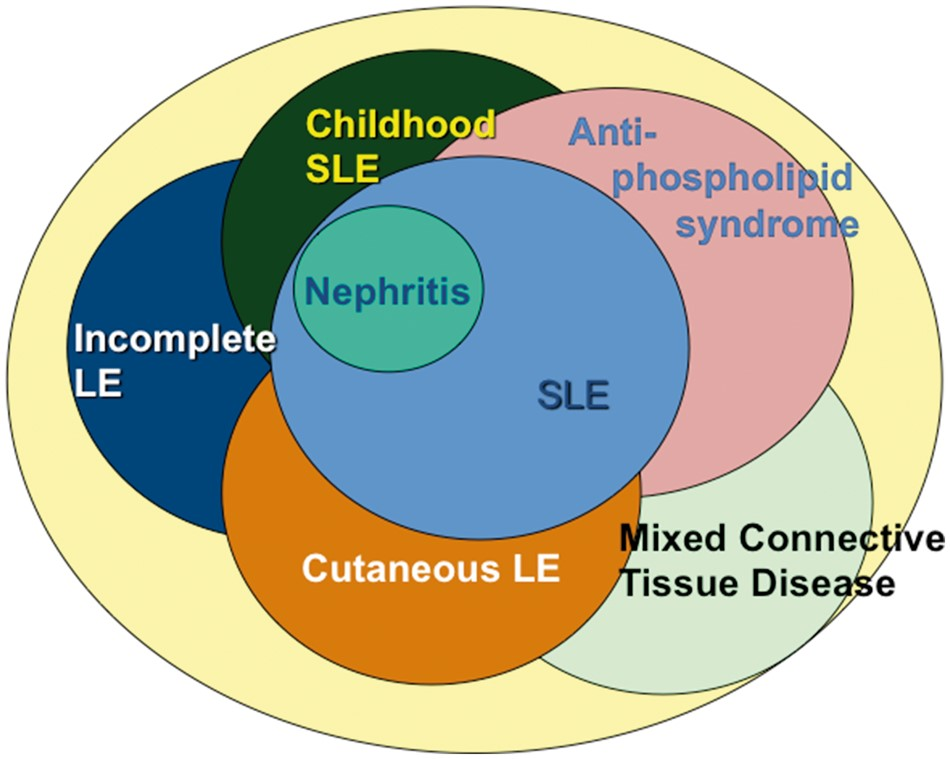 Childhood
SLE
Anti-
phospholipid
syndrome
Nephritis
Incomplete
LE
SLE
Cutaneous LE
Mixed Connective
Tissue Disease